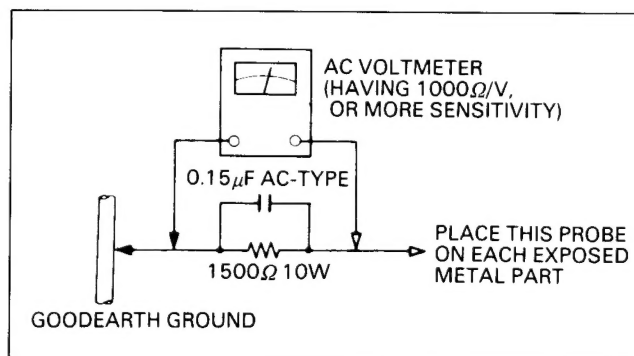 AC VOLTMETER
(HAVING 1000Ω/V,
OR MORE SENSITIVITY)
0.15μF AC-TYPE
1500Ω 10W
PLACE THIS PROBE
ON EACH EXPOSED
METAL PART
GOODEARTH GROUND